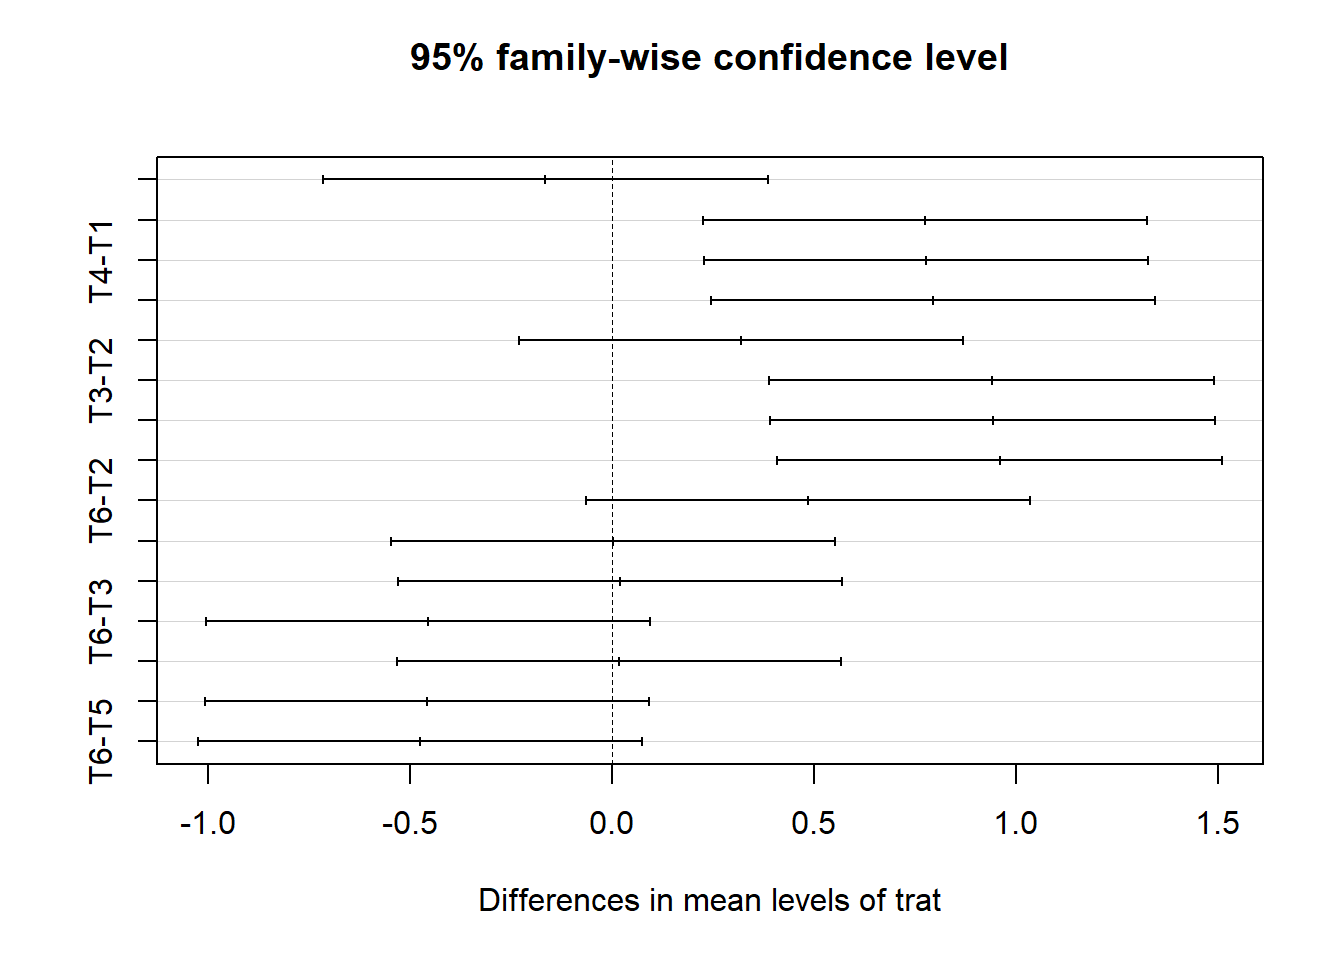 95% family-wise confidence level
T4-T1
T3-T2
T6-T2
T6-T3
T6-T5
-1.0 -0.5 0.0 0.5 1.0 1.5
Differences in mean levels of trat